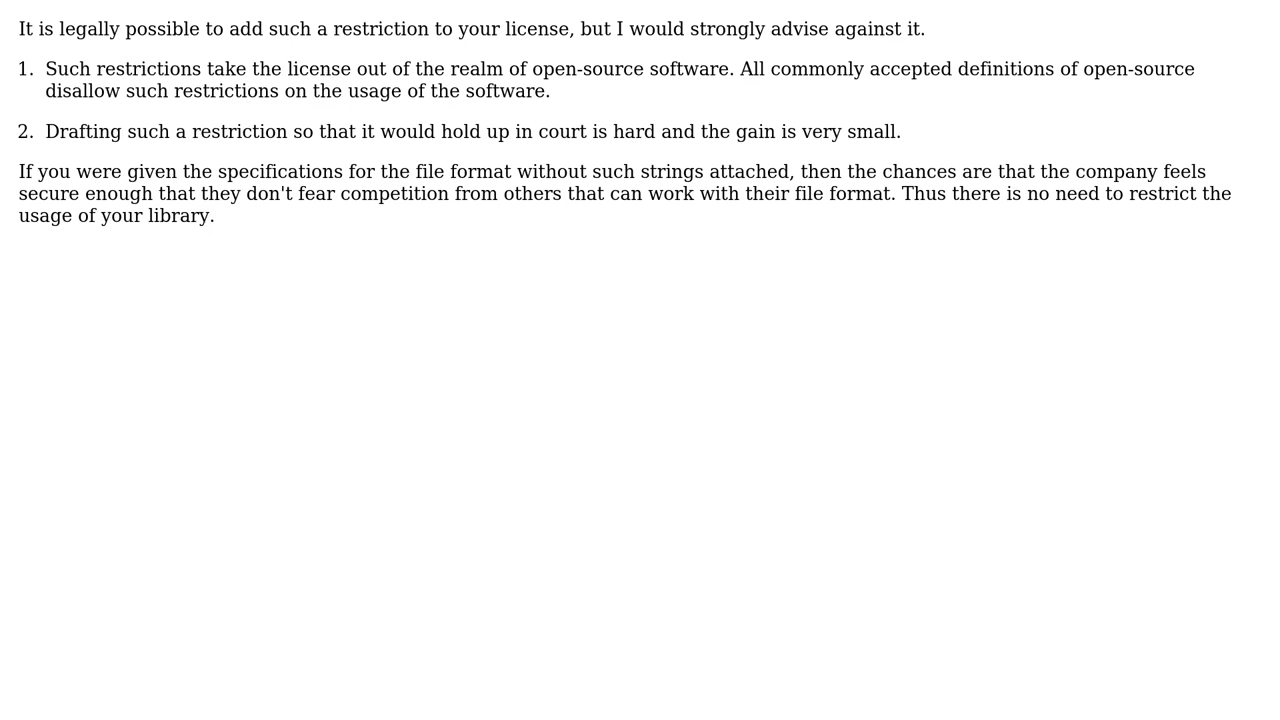 It is legally possible to add such a restriction to your license, but I would strongly advise against it.
1. Such restrictions take the license out of the realm of open-source software. All commonly accepted definitions of open-source
disallow such restrictions on the usage of the software.
2. Drafting such a restriction so that it would hold up in court is hard and the gain is very small.
If you were given the specifications for the file format without such strings attached, then the chances are that the company feels
secure enough that they don't fear competition from others that can work with their file format. Thus there is no need to restrict the
usage of your library.